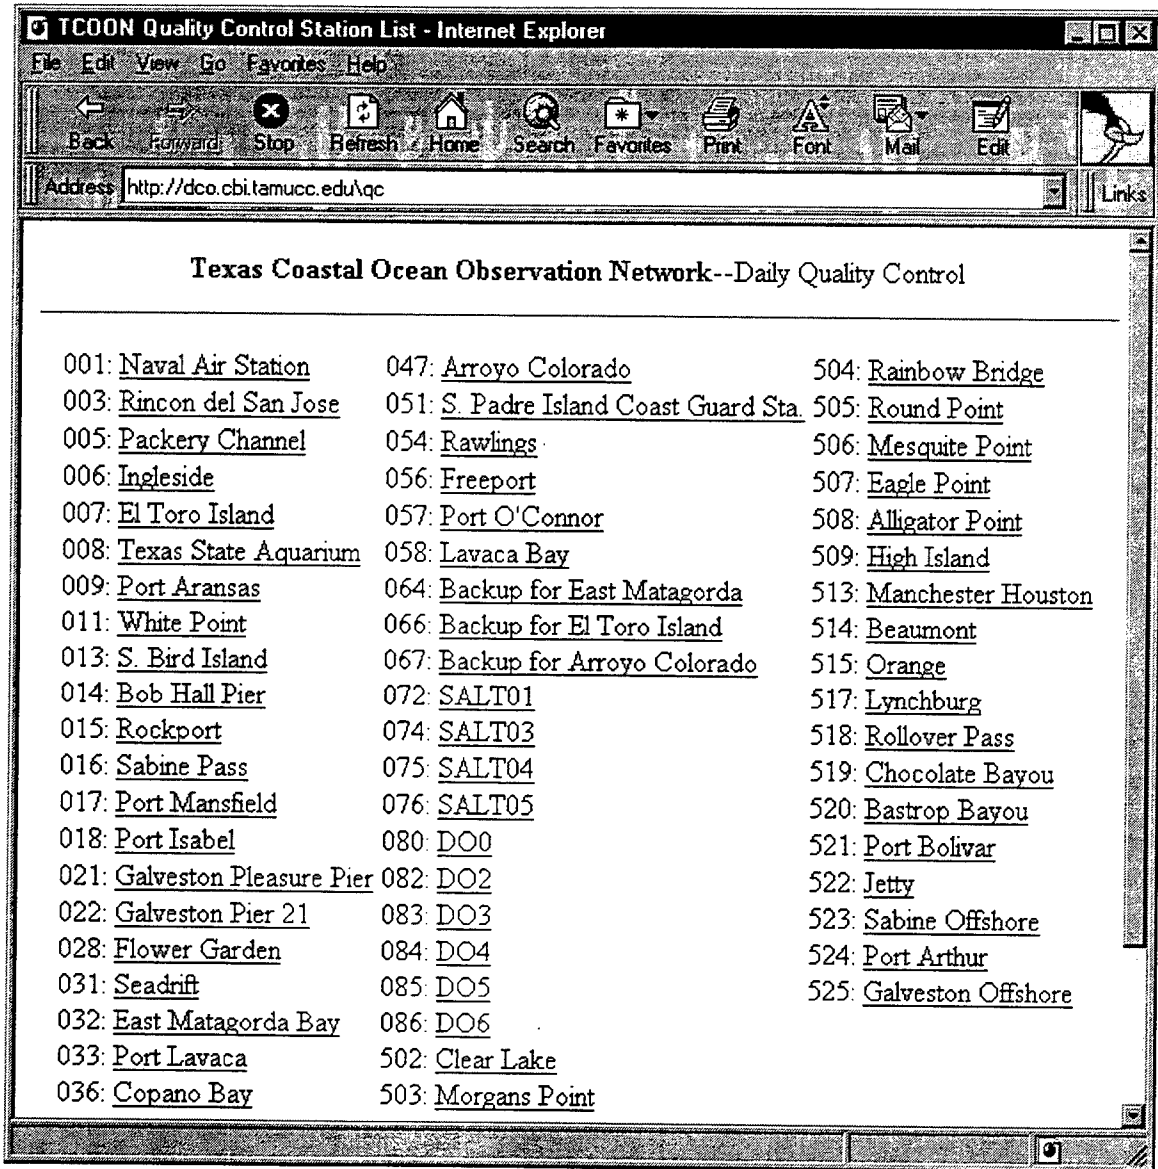 TCOON Quality Control Station List - Internet Explorer
File Edit View Go Favorites Help
Back Forward Stop Refresh Home Search Favorites Print Font Mail Edit
Address http://dco.cbi.tamucc.edu\qc Links
Texas Coastal Ocean Observation Network--Daily Quality Control
001: Naval Air Station
003: Rincon del San Jose
005: Packery Channel
006: Ingleside
007: El Toro Island
008: Texas State Aquarium
009: Port Aransas
011: White Point
013: S. Bird Island
014: Bob Hall Pier
015: Rockport
016: Sabine Pass
017: Port Mansfield
018: Port Isabel
021: Galveston Pleasure Pier
022: Galveston Pier 21
028: Flower Garden
031: Seadrift
032: East Matagorda Bay
033: Port Lavaca
036: Copano Bay
047: Arroyo Colorado
051: S. Padre Island Coast Guard Sta.
054: Rawlings
056: Freeport
057: Port O'Connor
058: Lavaca Bay
064: Backup for East Matagorda
066: Backup for El Toro Island
067: Backup for Arroyo Colorado
072: SALT01
074: SALT03
075: SALT04
076: SALT05
080: DO0
082: DO2
083: DO3
084: DO4
085: DO5
086: DO6
502: Clear Lake
503: Morgans Point
504: Rainbow Bridge
505: Round Point
506: Mesquite Point
507: Eagle Point
508: Alligator Point
509: High Island
513: Manchester Houston
514: Beaumont
515: Orange
517: Lynchburg
518: Rollover Pass
519: Chocolate Bayou
520: Bastrop Bayou
521: Port Bolivar
522: Jetty
523: Sabine Offshore
524: Port Arthur
525: Galveston Offshore